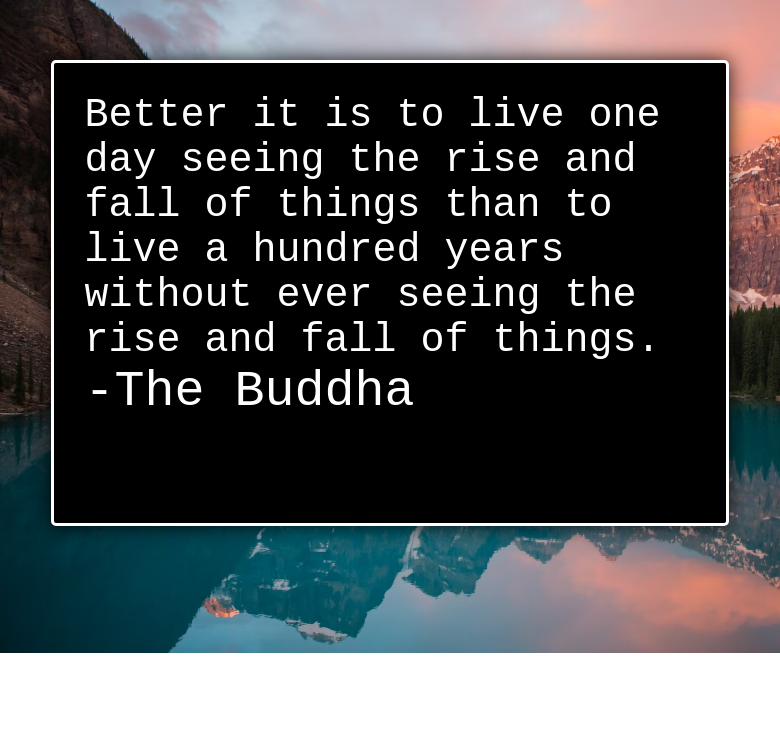 Better it is to live one
day seeing the rise and
fall of things than to
live a hundred years
without ever seeing the
rise and fall of things.
-The Buddha